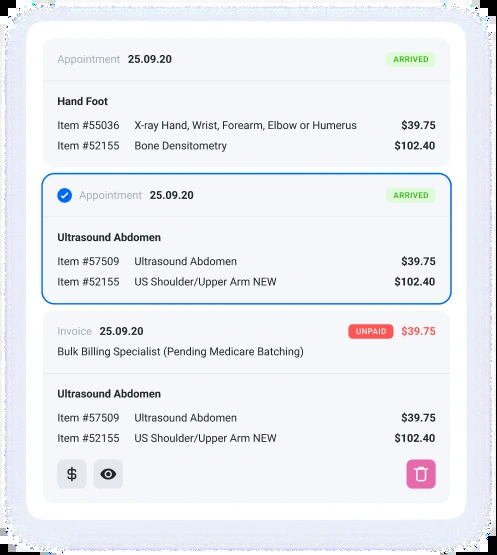 Appointment 25.09.20 ARRIVED
Hand Foot
Item #55036 X-ray Hand, Wrist, Forearm, Elbow or Humerus $39.75
Item #52155 Bone Densitometry $102.40
Appointment 25.09.20 ARRIVED
Ultrasound Abdomen
Item #57509 Ultrasound Abdomen $39.75
Item #52155 US Shoulder/Upper Arm NEW $102.40
Invoice 25.09.20 UNPAID $39.75
Bulk Billing Specialist (Pending Medicare Batching)
Ultrasound Abdomen
Item #57509 Ultrasound Abdomen $39.75
Item #52155 US Shoulder/Upper Arm NEW $102.40
$